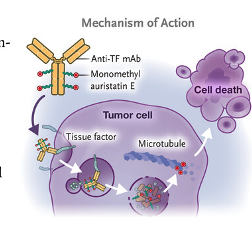 Mechanism of Action
Anti-TF mAb
Monomethyl
auristatin E
Cell death
Tumor cell
Tissue factor
Microtubule